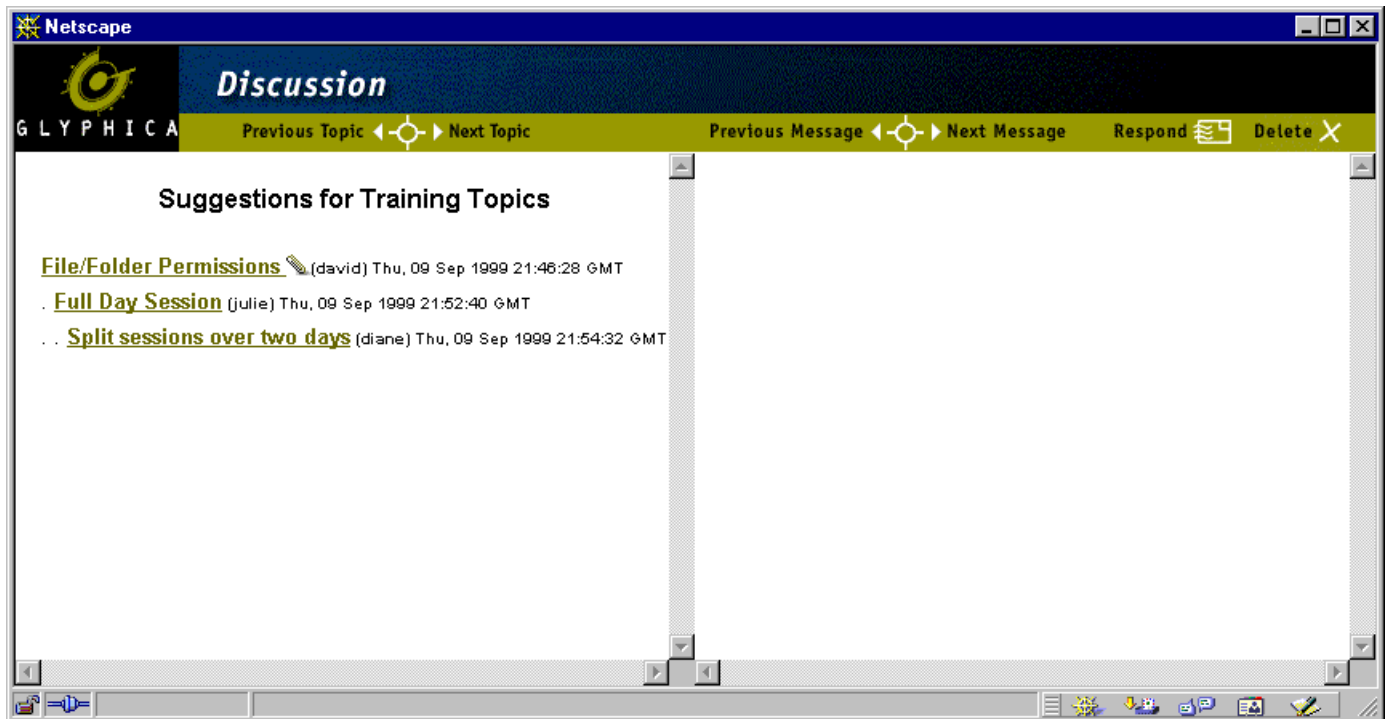 Netscape
Discussion
GLYPHICA
Previous Topic Next Topic
Previous Message Next Message Respond Delete
Suggestions for Training Topics
File/Folder Permissions (david) Thu, 09 Sep 1999 21:46:28 GMT
. Full Day Session (julie) Thu, 09 Sep 1999 21:52:40 GMT
. . Split sessions over two days (diane) Thu, 09 Sep 1999 21:54:32 GMT